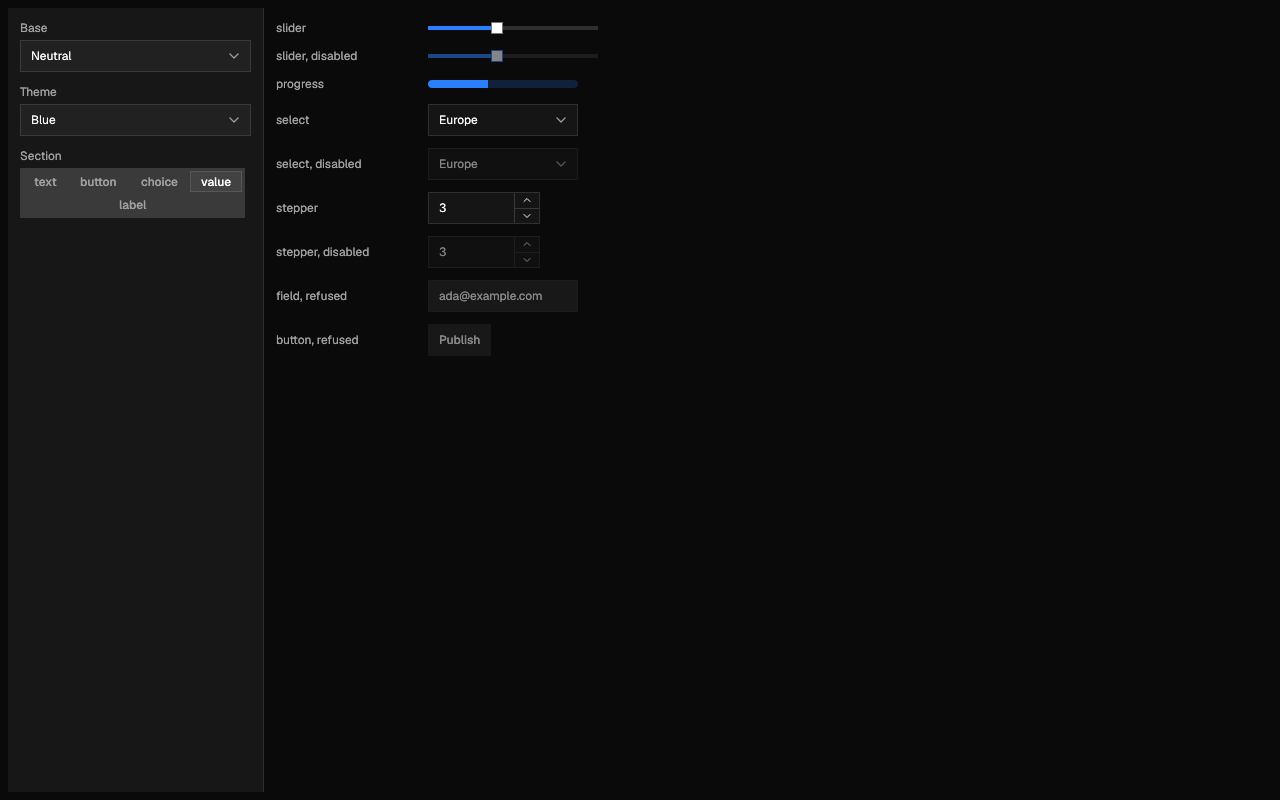 Base
Neutral
Theme
Blue
Section
text button choice value
label
slider
slider, disabled
progress
select Europe
select, disabled Europe
stepper 3
stepper, disabled 3
field, refused ada@example.com
button, refused Publish